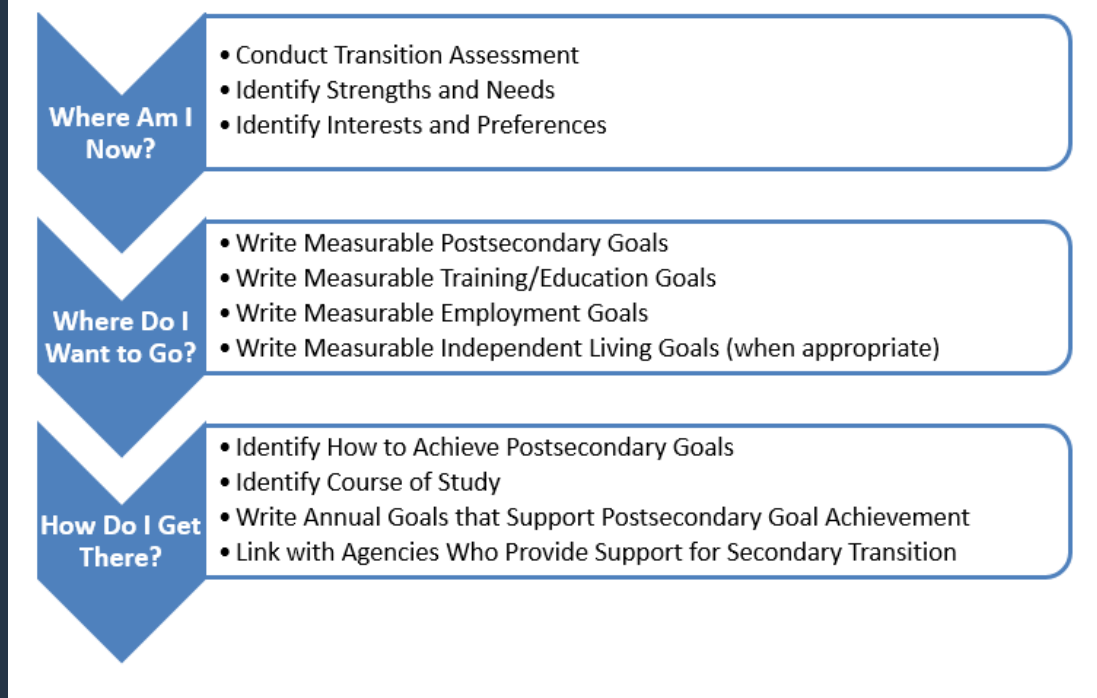 Where Am I
Now?
• Conduct Transition Assessment
• Identify Strengths and Needs
• Identify Interests and Preferences
Where Do I
Want to Go?
• Write Measurable Postsecondary Goals
• Write Measurable Training/Education Goals
• Write Measurable Employment Goals
• Write Measurable Independent Living Goals (when appropriate)
How Do I Get
There?
• Identify How to Achieve Postsecondary Goals
• Identify Course of Study
• Write Annual Goals that Support Postsecondary Goal Achievement
• Link with Agencies Who Provide Support for Secondary Transition